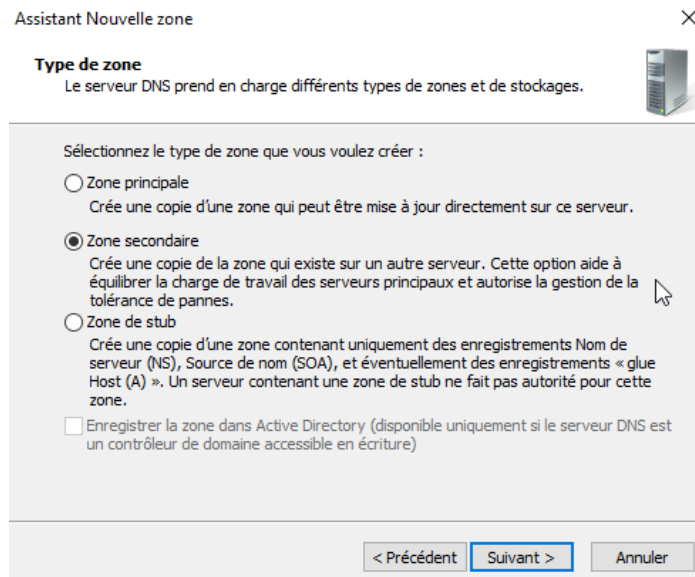 Assistant Nouvelle zone
Type de zone
Le serveur DNS prend en charge différents types de zones et de stockages.
Sélectionnez le type de zone que vous voulez créer :
Zone principale
Crée une copie d'une zone qui peut être mise à jour directement sur ce serveur.
Zone secondaire
Crée une copie de la zone qui existe sur un autre serveur. Cette option aide à
équilibrer la charge de travail des serveurs principaux et autorise la gestion de la
tolérance de pannes.
Zone de stub
Crée une copie d'une zone contenant uniquement des enregistrements Nom de
serveur (NS), Source de nom (SOA), et éventuellement des enregistrements « glue
Host (A) ». Un serveur contenant une zone de stub ne fait pas autorité pour cette
zone.
Enregistrer la zone dans Active Directory (disponible uniquement si le serveur DNS est
un contrôleur de domaine accessible en écriture)
< Précédent Suivant > Annuler